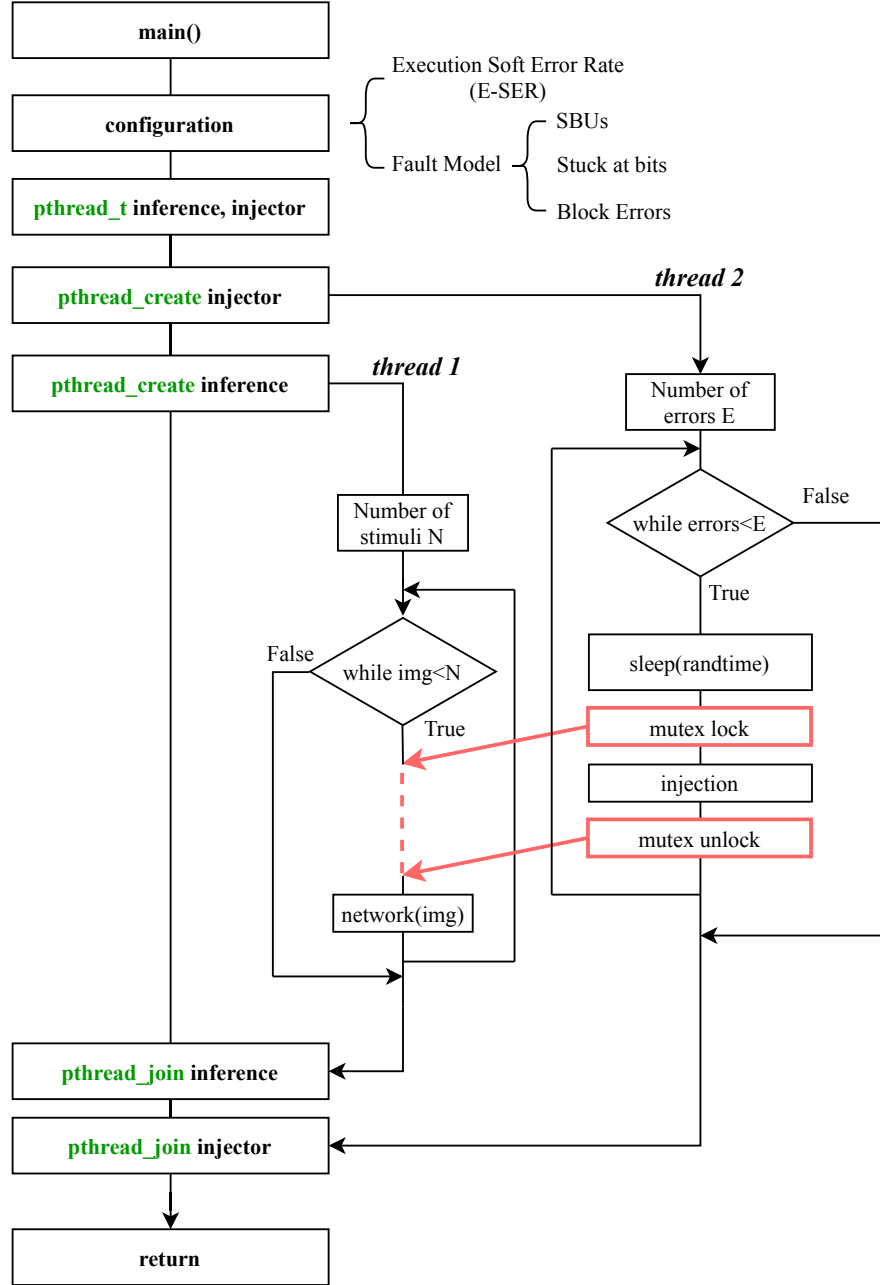 main()
configuration
Execution Soft Error Rate
(E-SER)
Fault Model
SBUs
Stuck at bits
Block Errors
pthread_t inference, injector
pthread_create injector
thread 2
pthread_create inference
thread 1
Number of
errors E
while errors<E
False
True
Number of
stimuli N
while img<N
False
True
sleep(randtime)
mutex lock
injection
mutex unlock
network(img)
pthread_join inference
pthread_join injector
return